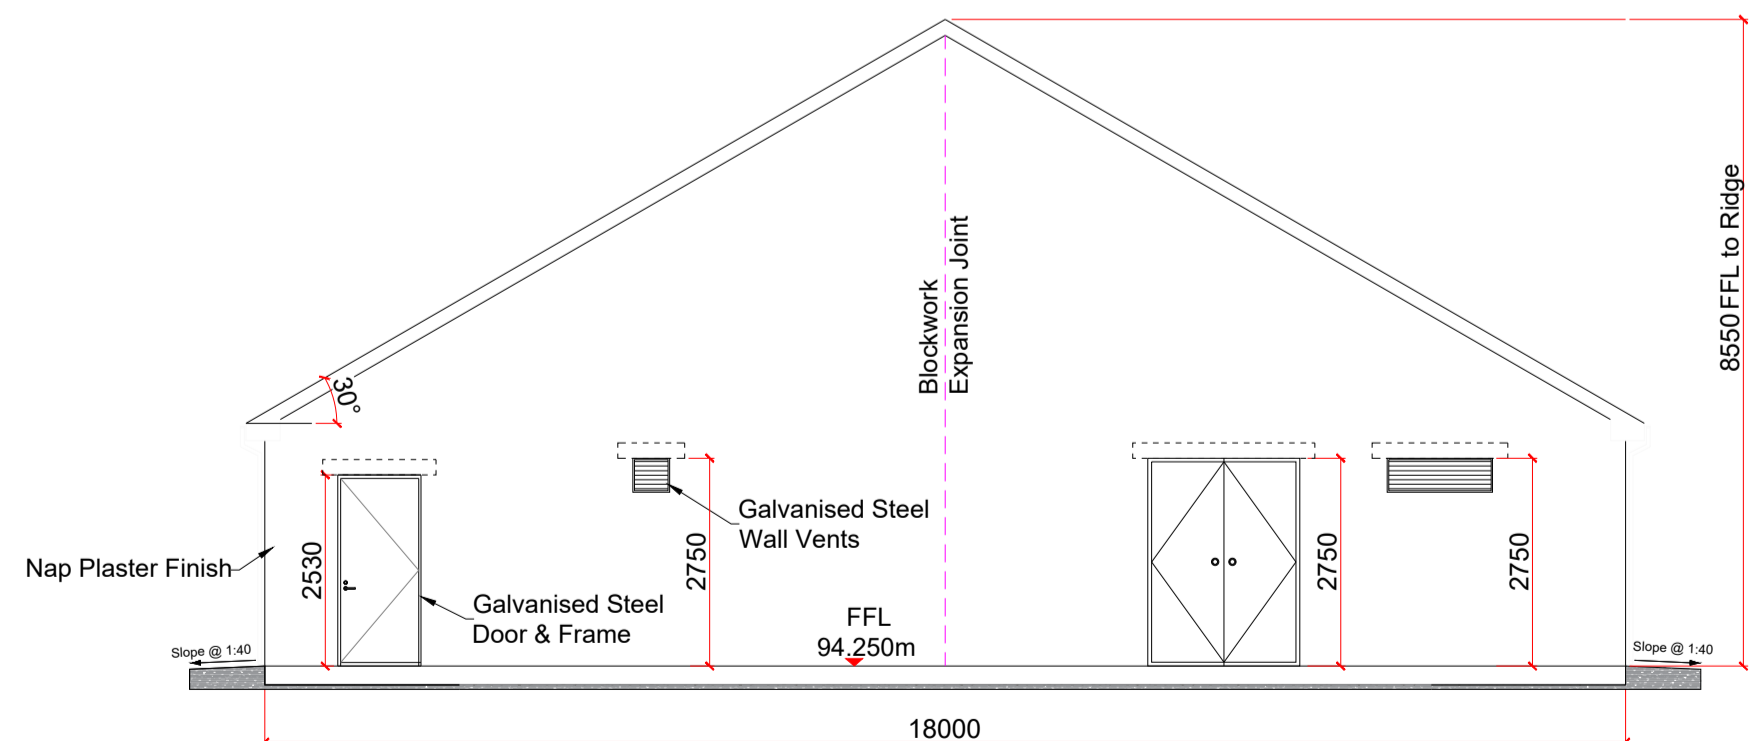 8550 FFL to Ridge
Blockwork
Expansion Joint
30°
Galvanised Steel
Wall Vents
Nap Plaster Finish
2530
2750
2750
2750
Galvanised Steel
Door & Frame
FFL
94.250m
Slope @ 1:40
Slope @ 1:40
18000